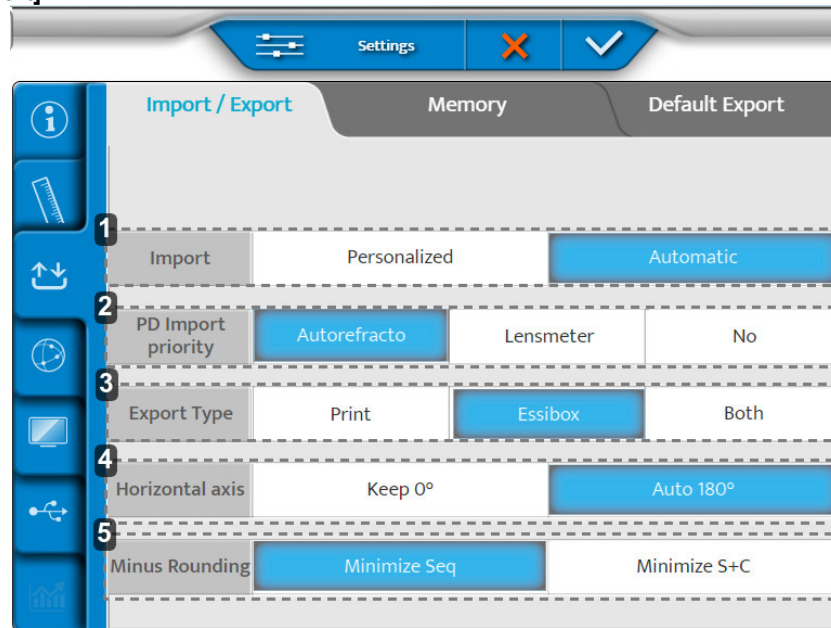 Settings
Import / Export Memory Default Export
1
Import Personalized Automatic
2
PD Import
priority
Autorefracto Lensmeter No
3
Export Type Print Essibox Both
4
Horizontal axis Keep 0° Auto 180°
5
Minus Rounding Minimize Seq Minimize S+C